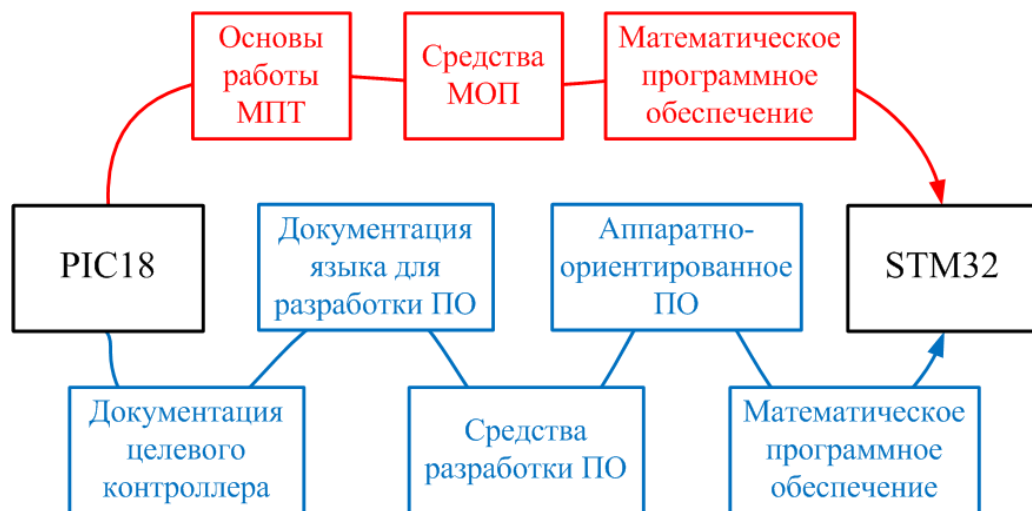 Основы
работы
МПТ
Средства
МОП
Математическое
программное
обеспечение
PIC18
Документация
языка для
разработки ПО
Аппаратно-
ориентированное
ПО
STM32
Документация
целевого
контроллера
Средства
разработки ПО
Математическое
программное
обеспечение